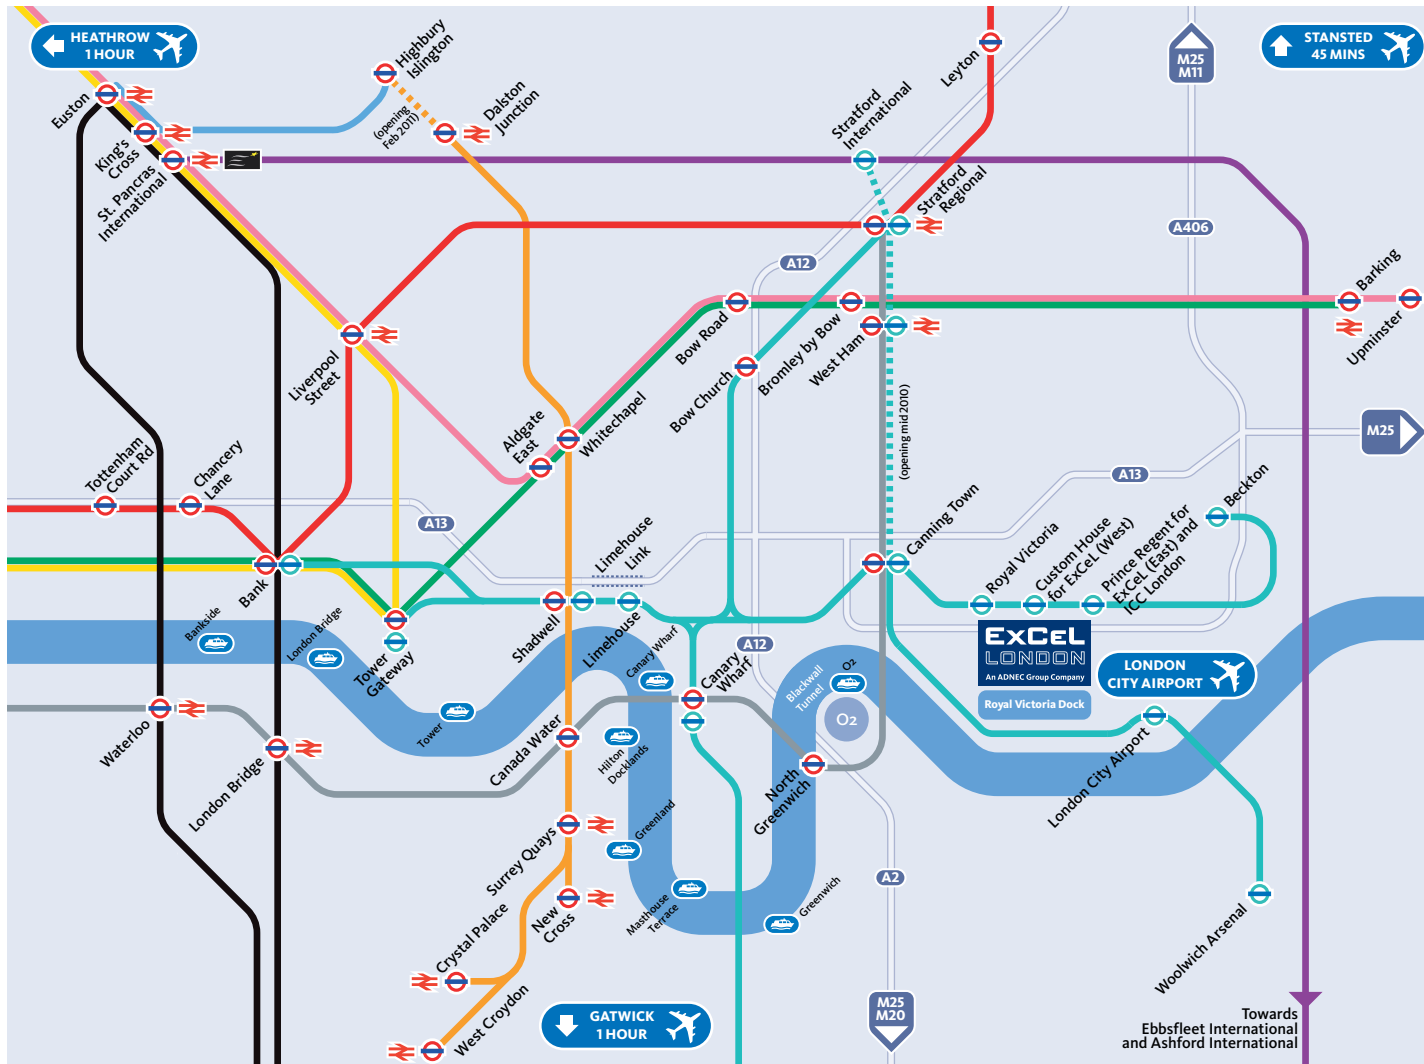 HEATHROW
1 HOUR
Highbury
Islington
STANSTED
45 MINS
M25
M11
Leyton
Euston
King's
Cross
St. Pancras
International
(opening
Feb 2011)
Dalston
Junction
Stratford
International
Stratford
Regional
A406
A12
Barking
Upminster
Bow Road
Bromley by Bow
West Ham
Bow Church
Liverpool
Street
Aldgate
East
Whitechapel
(opening mid 2010)
M25
Tottenham
Court Rd
Chancery
Lane
A13
A13
Limehouse
Link
Canning Town
Royal Victoria
Custom House
for ExCeL (West)
Prince Regent for
ExCeL (East) and
ICC London
Beckton
Bank
Bankside
London Bridge
Tower
Gateway
Shadwell
Limehouse
Canary Wharf
Canary
Wharf
A12
Blackwall
Tunnel
O2
O2
ExCeL
LONDON
An ADNEC Group Company
Royal Victoria Dock
LONDON
CITY AIRPORT
Waterloo
London Bridge
Tower
Canada Water
Hilton
Docklands
North
Greenwich
London City Airport
Surrey Quays
Greenland
New
Cross
Masthouse
Terrace
Greenwich
A2
Crystal Palace
West Croydon
Woolwich Arsenal
GATWICK
1 HOUR
M25
M20
Towards
Ebbsfleet International
and Ashford International